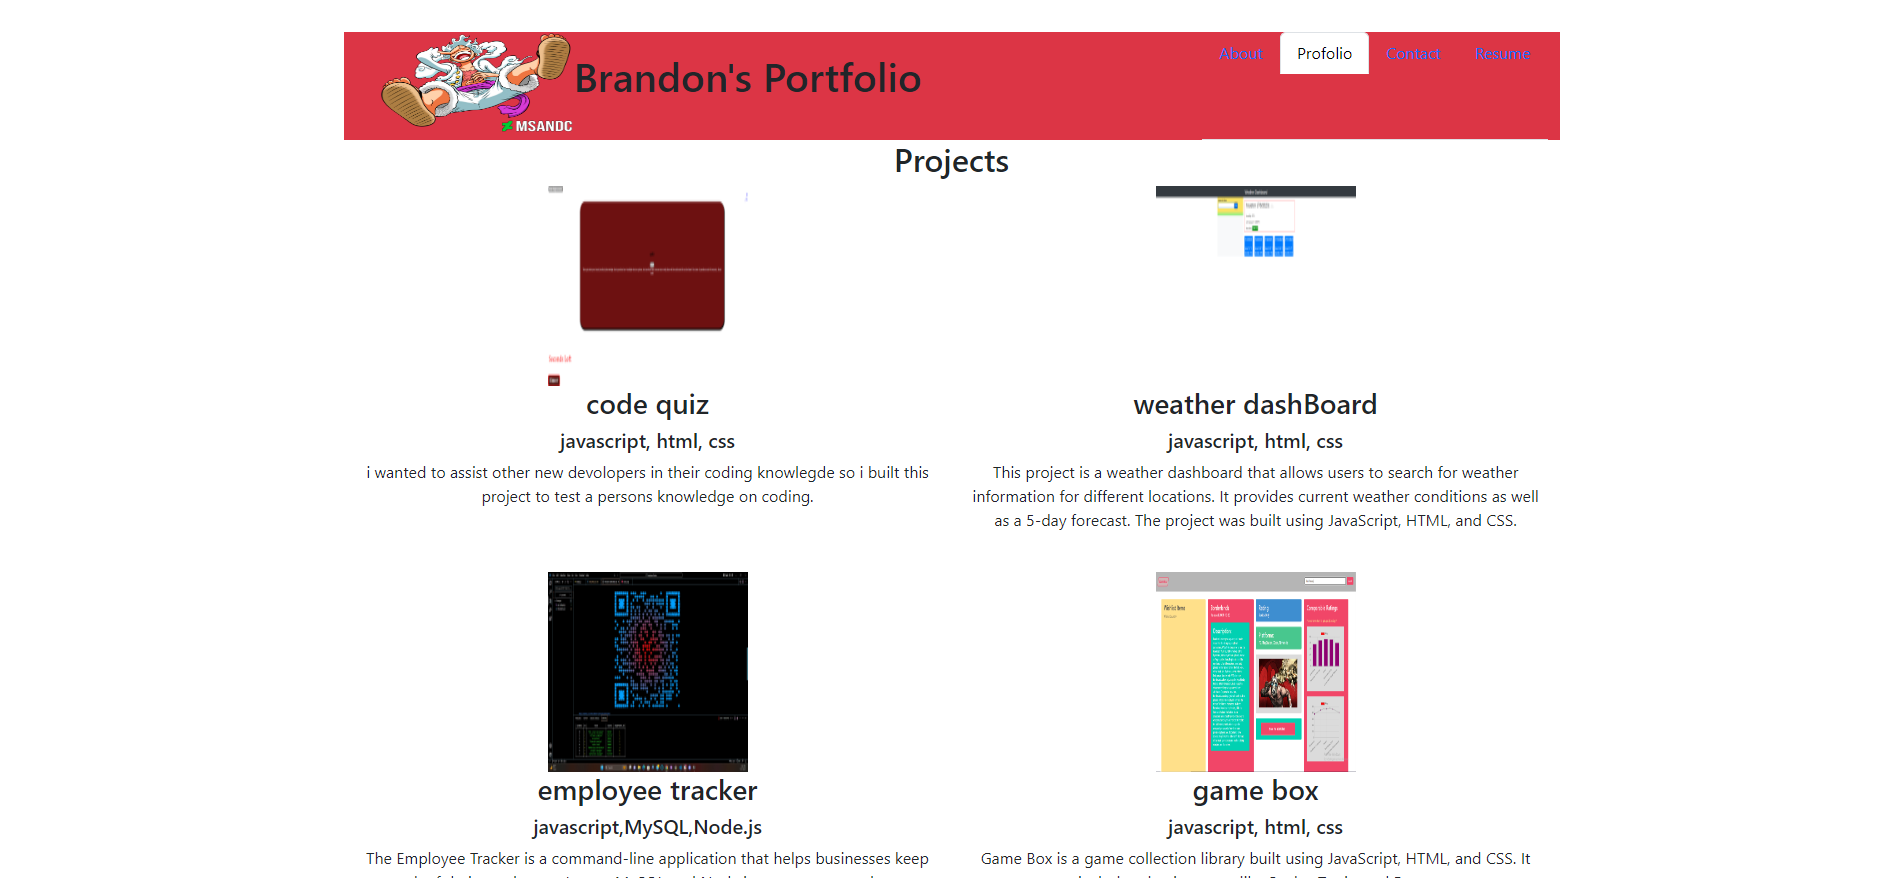 MSANDC
Brandon's Portfolio
About
Profolio
Contact
Resume
Projects
code quiz
javascript, html, css
i wanted to assist other new devolopers in their coding knowlegde so i built this
project to test a persons knowledge on coding.
weather dashBoard
javascript, html, css
This project is a weather dashboard that allows users to search for weather
information for different locations. It provides current weather conditions as well
as a 5-day forecast. The project was built using JavaScript, HTML, and CSS.
employee tracker
javascript,MySQL,Node.js
The Employee Tracker is a command-line application that helps businesses keep
game box
javascript, html, css
Game Box is a game collection library built using JavaScript, HTML, and CSS. It